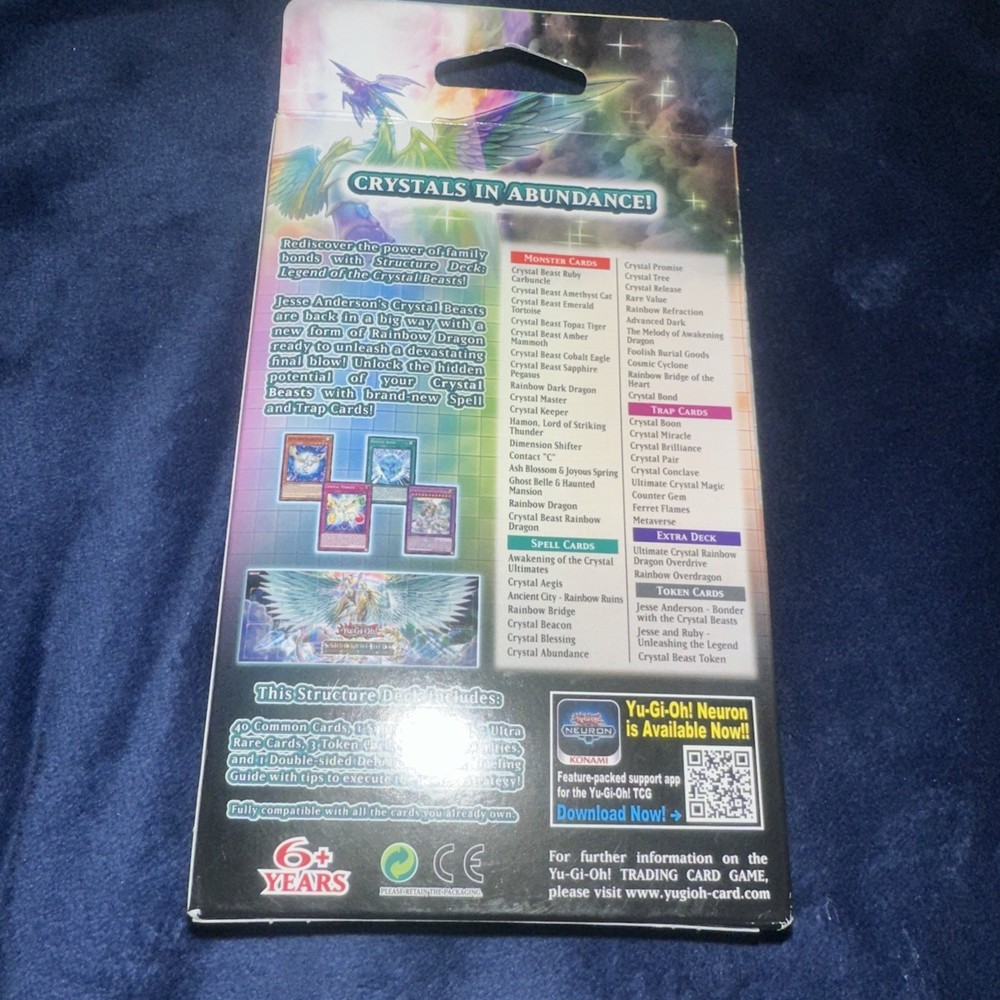 CRYSTALS IN ABUNDANCE!
Rediscover the power of family
bonds with Structure Deck:
Legend of the Crystal Beasts!
Jesse Anderson's Crystal Beasts
are back in a big way with a
new form of Rainbow Dragon
ready to unleash a devastating
final blow! Unlock the hidden
potential of your Crystal
Beasts with brand-new Spell
and Trap Cards!
Yu-Gi-Oh!
MONSTER CARDS
Crystal Beast Ruby
Carbuncle
Crystal Beast Amethyst Cat
Crystal Beast Emerald
Tortoise
Crystal Beast Topaz Tiger
Crystal Beast Amber
Mammoth
Crystal Beast Cobalt Eagle
Crystal Beast Sapphire
Pegasus
Rainbow Dark Dragon
Crystal Master
Crystal Keeper
Hamon, Lord of Striking
Thunder
Dimension Shifter
Contact "C"
Ash Blossom & Joyous Spring
Ghost Belle & Haunted
Mansion
Rainbow Dragon
Crystal Beast Rainbow
Dragon
SPELL CARDS
Awakening of the Crystal
Ultimates
Crystal Aegis
Ancient City - Rainbow Ruins
Rainbow Bridge
Crystal Beacon
Crystal Blessing
Crystal Abundance
Crystal Promise
Crystal Tree
Crystal Release
Rare Value
Rainbow Refraction
Advanced Dark
The Melody of Awakening
Dragon
Foolish Burial Goods
Cosmic Cyclone
Rainbow Bridge of the
Heart
Crystal Bond
TRAP CARDS
Crystal Boon
Crystal Miracle
Crystal Brilliance
Crystal Pair
Crystal Conclave
Ultimate Crystal Magic
Counter Gem
Ferret Flames
Metaverse
EXTRA DECK
Ultimate Crystal Rainbow
Dragon Overdrive
Rainbow Overdragon
TOKEN CARDS
Jesse Anderson - Bonder
with the Crystal Beasts
Jesse and Ruby -
Unleashing the Legend
Crystal Beast Token
This Structure Deck Includes:
40 Common Cards, Ultra
Rare Cards, 3 Token
and 1 Double-sided
Guide with tips to execute
Fully compatible with all the cards you already own.
6+
YEARS
PLEASE RETAIN THE PACKAGING
CE
NEURON
KONAMI
Yu-Gi-Oh! Neuron
is Available Now!!
Feature-packed support app
for the Yu-Gi-Oh! TCG
Download Now! →
For further information on the
Yu-Gi-Oh! TRADING CARD GAME,
please visit www.yugioh-card.com